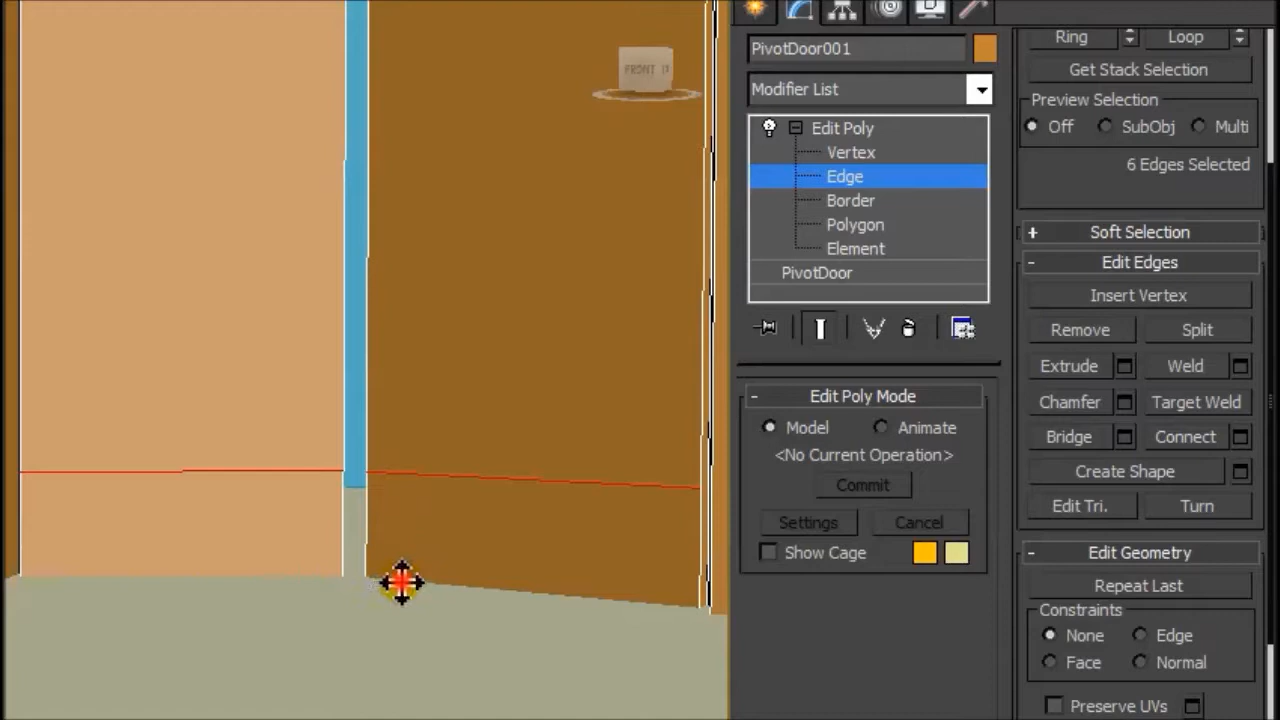 FRONT
PivotDoor001
Modifier List
Edit Poly
Vertex
Edge
Border
Polygon
Element
PivotDoor
- Edit Poly Mode
Model Animate
<No Current Operation>
Commit
Settings Cancel
Show Cage
Ring Loop
Get Stack Selection
Preview Selection
Off SubObj Multi
6 Edges Selected
+ Soft Selection
- Edit Edges
Insert Vertex
Remove Split
Extrude Weld
Chamfer Target Weld
Bridge Connect
Create Shape
Edit Tri. Turn
- Edit Geometry
Repeat Last
Constraints
None Edge
Face Normal
Preserve UVs